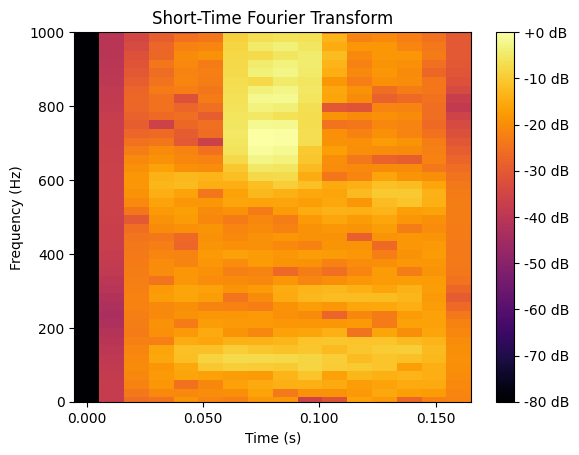 Short-Time Fourier Transform
1000
800
600
400
200
0
Frequency (Hz)
0.000
0.050
0.100
0.150
Time (s)
+0 dB
-10 dB
-20 dB
-30 dB
-40 dB
-50 dB
-60 dB
-70 dB
-80 dB